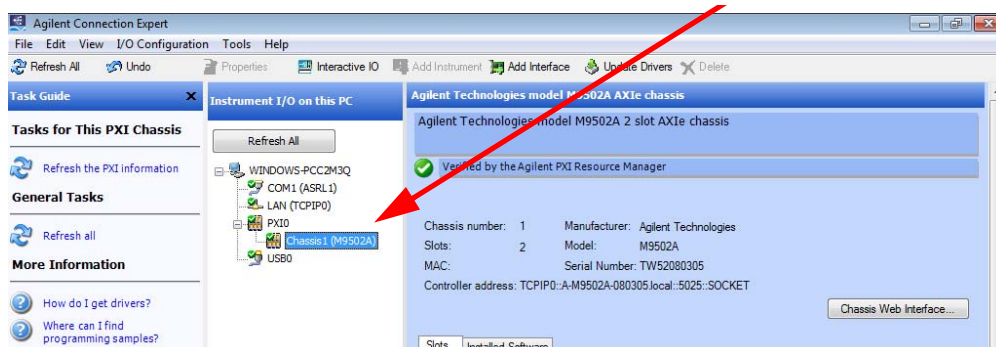 Agilent Connection Expert
File Edit View I/O Configuration Tools Help
Refresh All Undo Properties Interactive IO Add Instrument Add Interface Update Drivers Delete
Task Guide
Tasks for This PXI Chassis
Refresh the PXI information
General Tasks
Refresh all
More Information
How do I get drivers?
Where can I find
programming samples?
Instrument I/O on this PC
Refresh All
WINDOWS-PCC2M3Q
COM1 (ASRL1)
LAN (TCPIP0)
PXI0
Chassis1 (M9502A)
USB0
Agilent Technologies model M9502A AXIe chassis
Agilent Technologies model M9502A 2 slot AXIe chassis
Verified by the Agilent PXI Resource Manager
Chassis number: 1 Manufacturer: Agilent Technologies
Slots: 2 Model: M9502A
MAC: Serial Number: TW52080305
Controller address: TCPIP0::A-M9502A-080305.local::5025::SOCKET
Chassis Web Interface...
Slots Installed Software